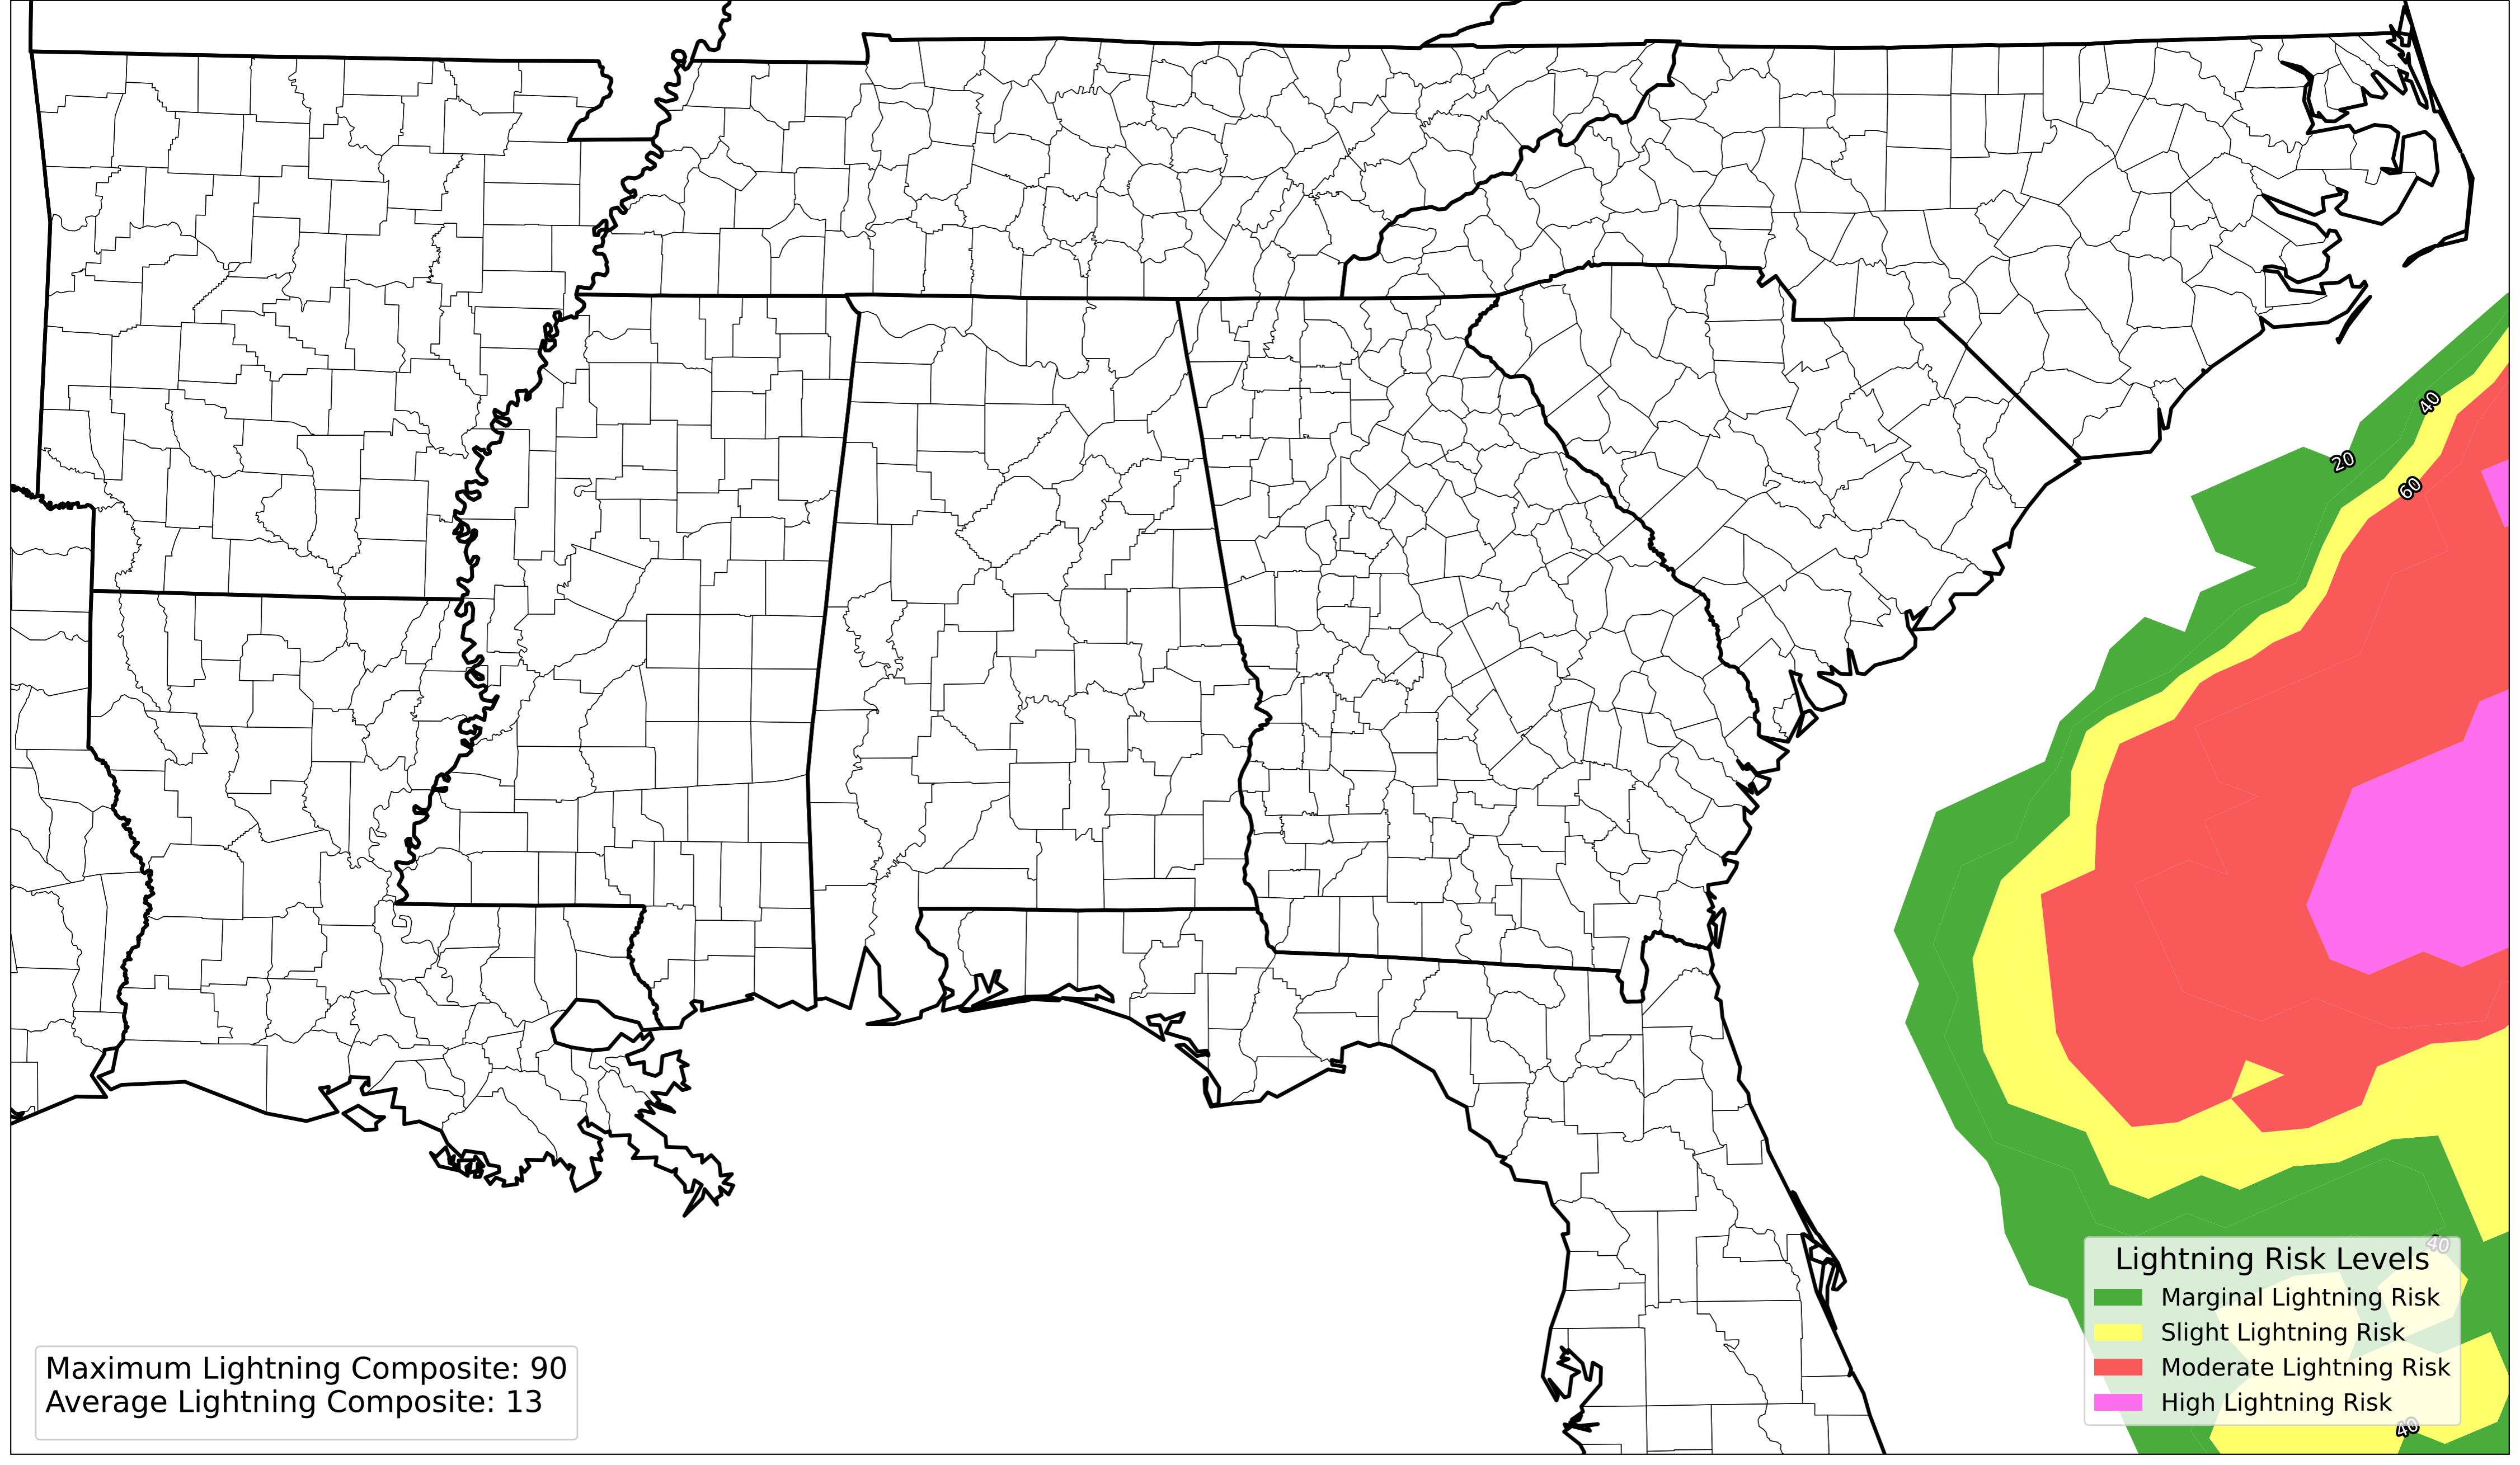 40
20
60
40
Lightning Risk Levels
Marginal Lightning Risk
Slight Lightning Risk
Moderate Lightning Risk
High Lightning Risk
40
Maximum Lightning Composite: 90
Average Lightning Composite: 13